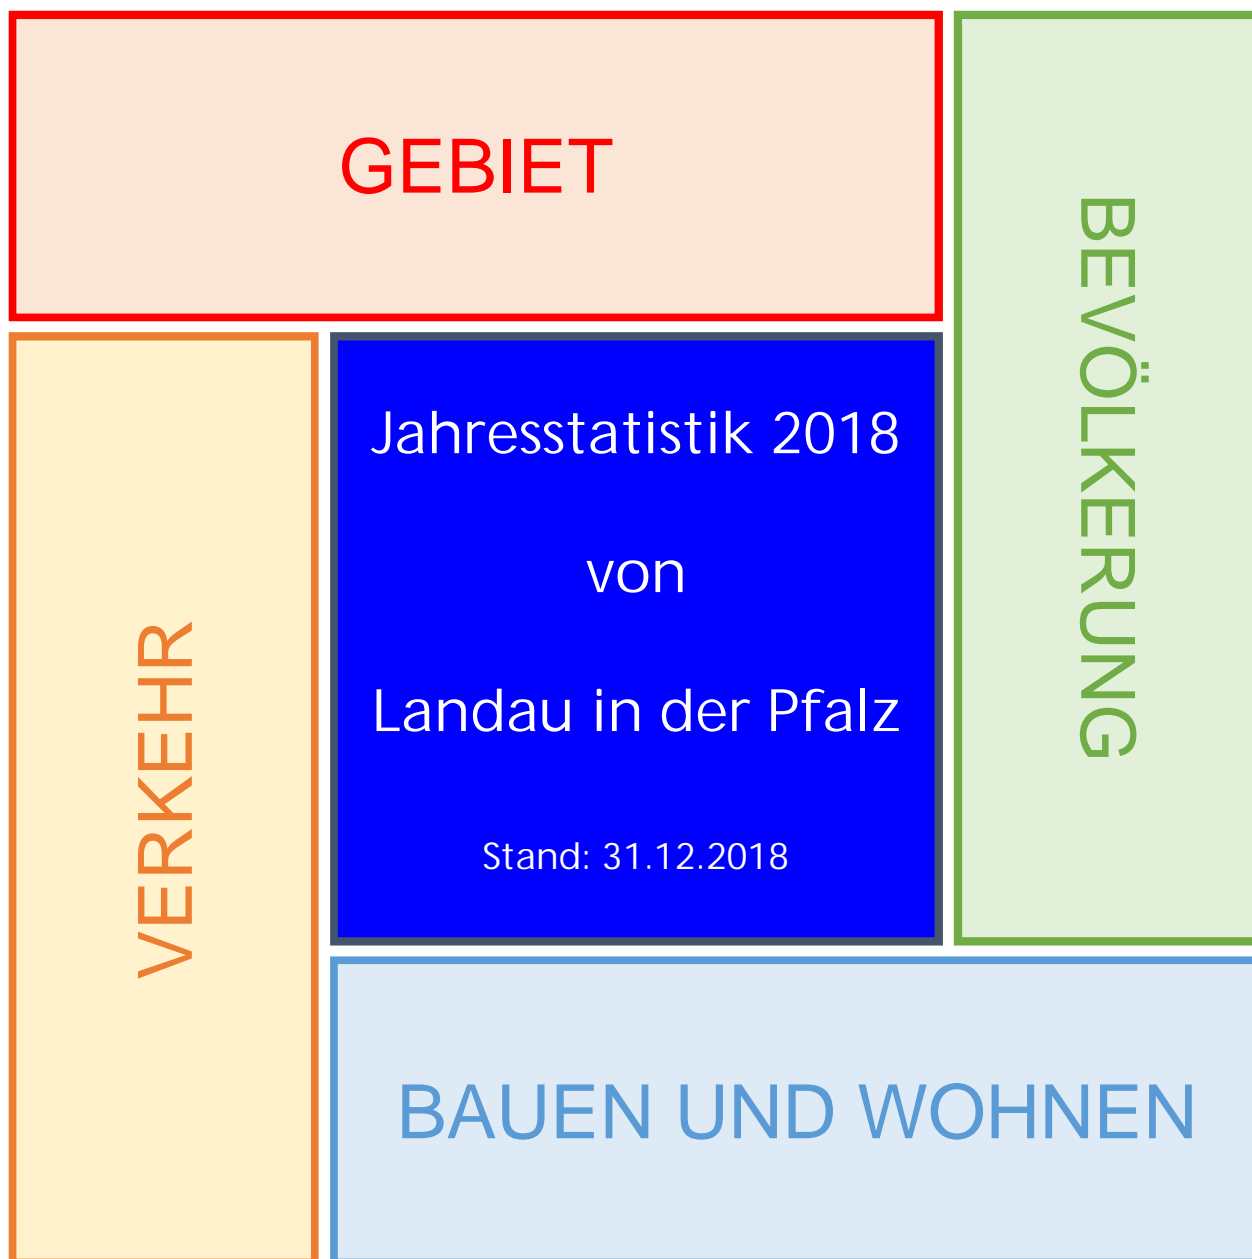 GEBIET
BEVÖLKERUNG
Jahresstatistik 2018
von
Landau in der Pfalz
Stand: 31.12.2018
VERKEHR
BAUEN UND WOHNEN